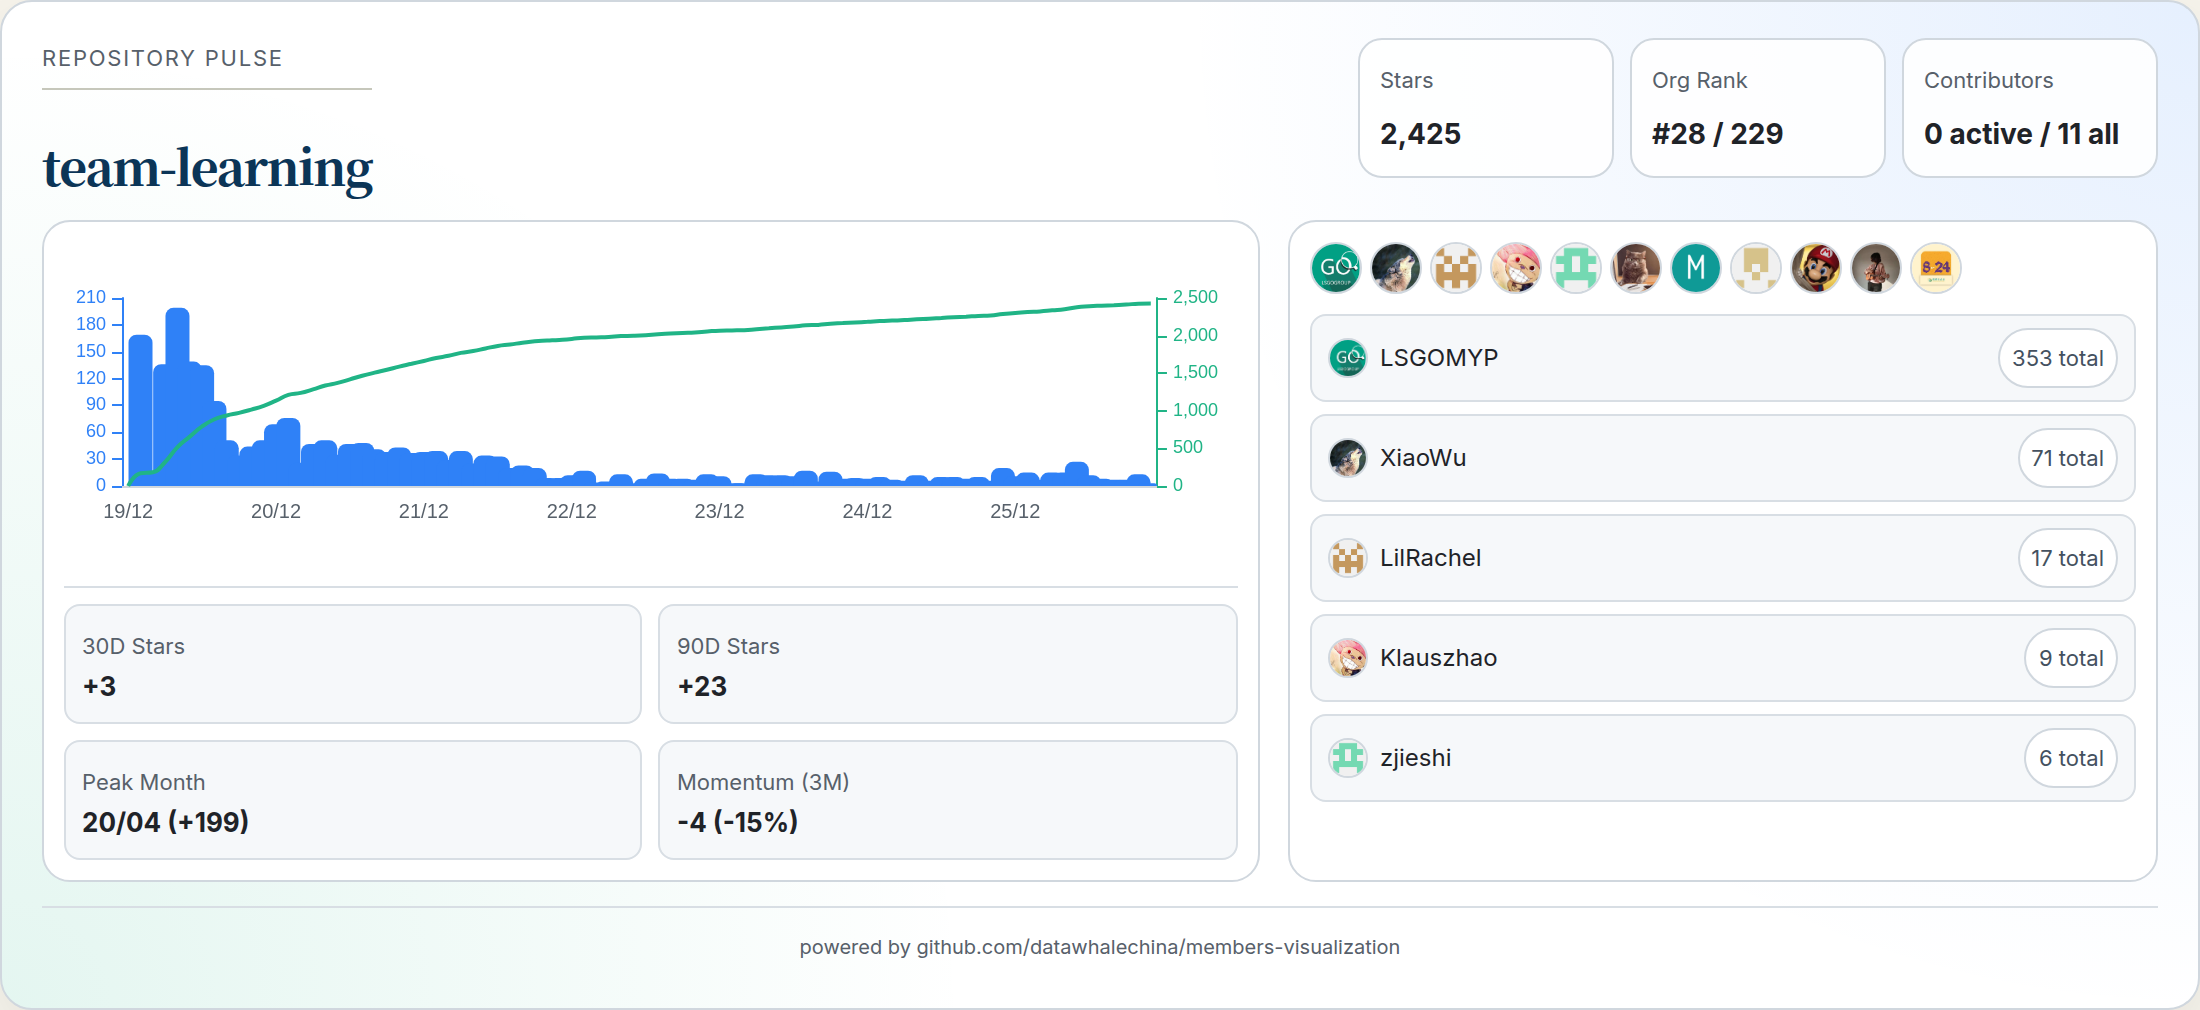 REPOSITORY PULSE
team-learning
Stars
2,425
Org Rank
#28 / 229
Contributors
0 active / 11 all
210
180
150
120
90
60
30
0
2,500
2,000
1,500
1,000
500
0
19/12
20/12
21/12
22/12
23/12
24/12
25/12
30D Stars
+3
90D Stars
+23
Peak Month
20/04 (+199)
Momentum (3M)
-4 (-15%)
GO
M
8 24
GO
LSGOMYP
353 total
XiaoWu
71 total
LilRachel
17 total
Klauszhao
9 total
zjieshi
6 total
powered by github.com/datawhalechina/members-visualization